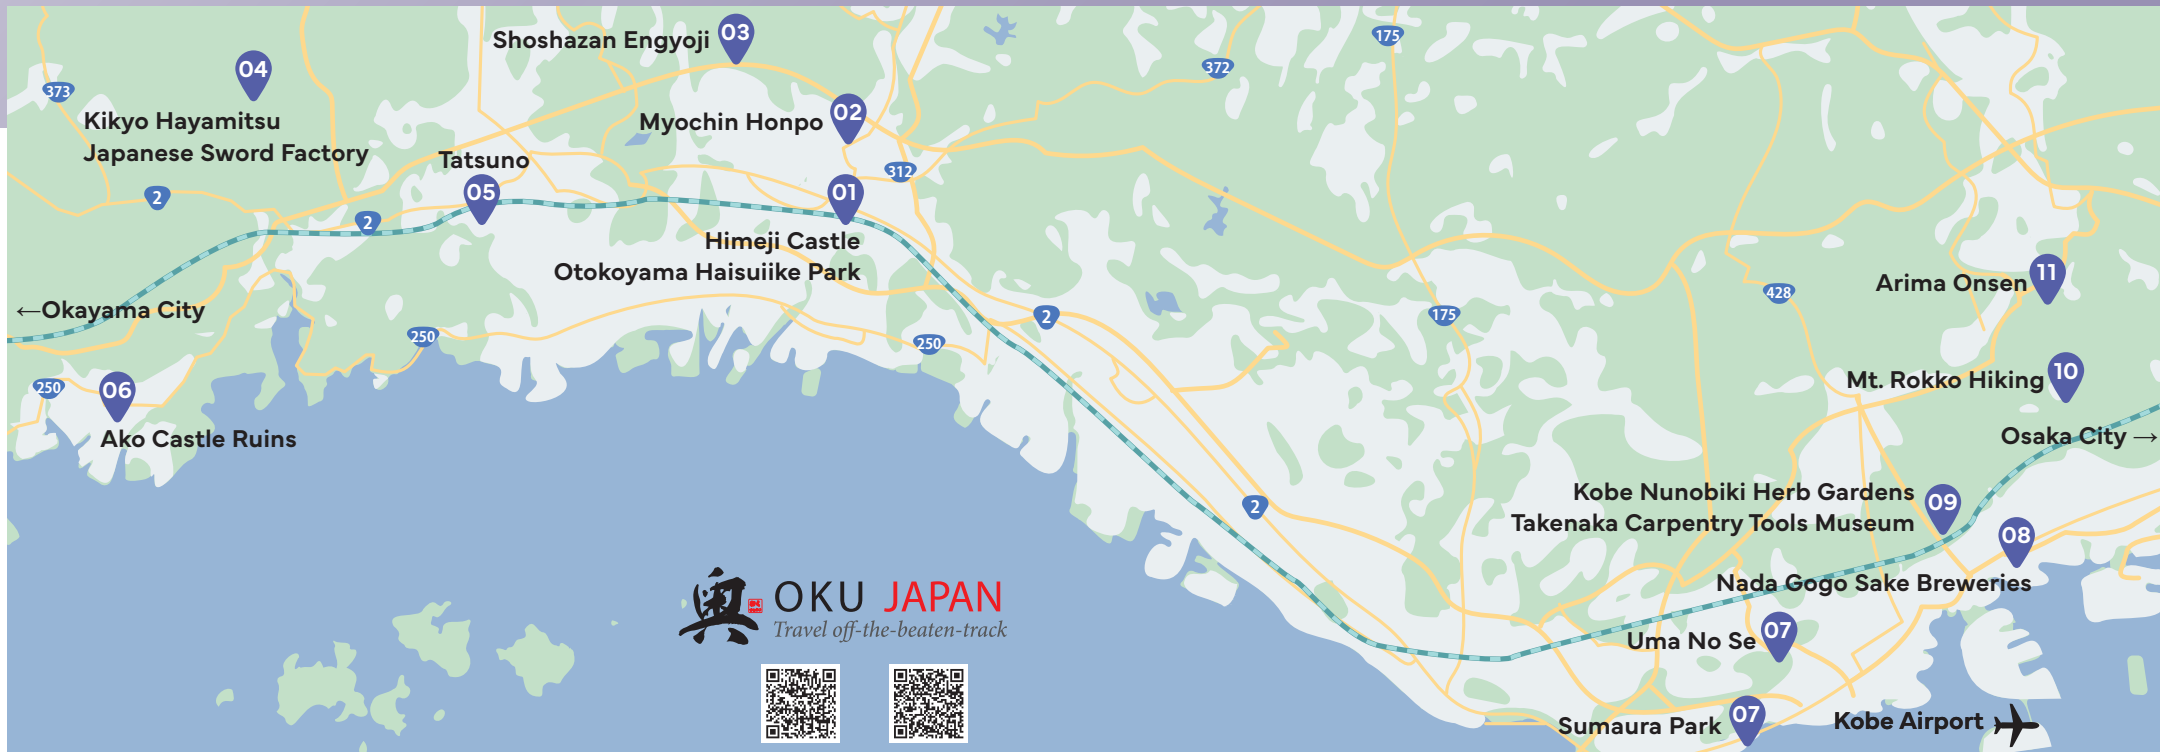 03
Shoshazan Engyoji
175
372
04
373
Kikyo Hayamitsu
Japanese Sword Factory
02
Myochin Honpo
Tatsuno
05
312
01
2
2
Himeji Castle
Otokoyama Haisuiike Park
←Okayama City
11
Arima Onsen
428
2
175
250
250
250
06
Ako Castle Ruins
10
Mt. Rokko Hiking
Osaka City →
2
Kobe Nunobiki Herb Gardens
Takenaka Carpentry Tools Museum
09
08
Nada Gogo Sake Breweries
奥 OKU JAPAN
Travel off-the-beaten-track
Uma No Se
07
Sumaura Park
07
Kobe Airport